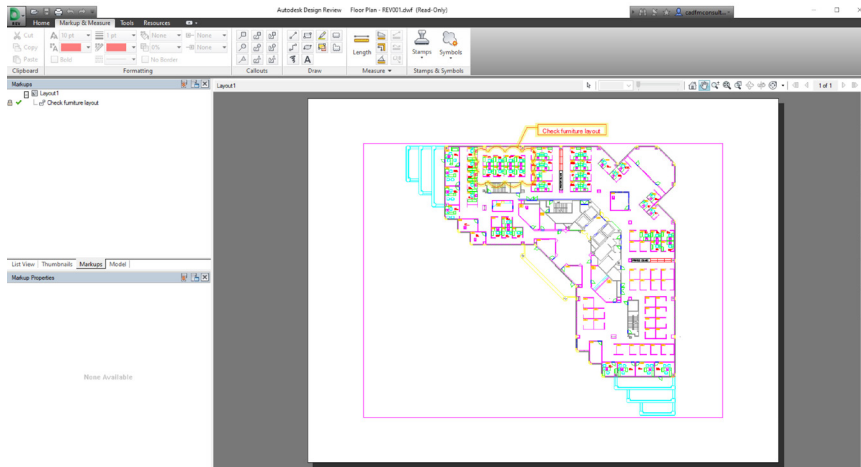 Autodesk Design Review Floor Plan - REV001.dwf (Read-Only)
cadfmconsult...
Home Markup & Measure Tools Resources
Cut 10 pt 1 pt None None
Copy 0% None
Paste Bold No Border
Length Stamps Symbols
Clipboard Formatting Callouts Draw Measure Stamps & Symbols
Markups
Layout1
Check furniture layout
Layout1
1 of 1
Check furniture layout
List View Thumbnails Markups Model
Markup Properties
None Available